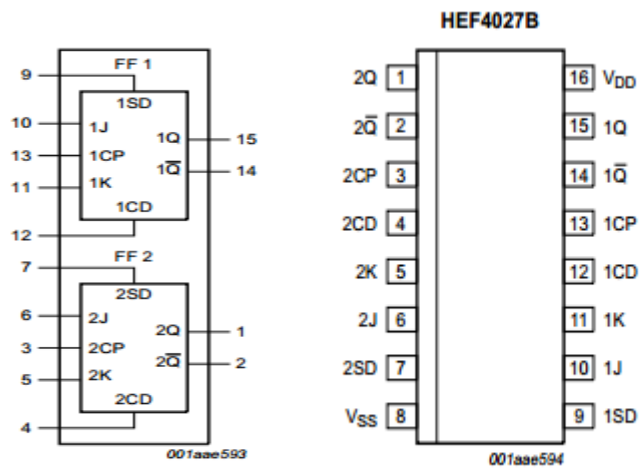 FF 1
9
1SD
10
1J
1Q
15
13
1CP
1Q̅
14
11
1K
1CD
12
7
FF 2
2SD
6
2J
2Q
1
3
2CP
2Q̅
2
5
2K
2CD
4
001aae593
HEF4027B
2Q 1 16 VDD
2Q̅ 2 15 1Q
2CP 3 14 1Q̅
2CD 4 13 1CP
2K 5 12 1CD
2J 6 11 1K
2SD 7 10 1J
VSS 8 9 1SD
001aae594